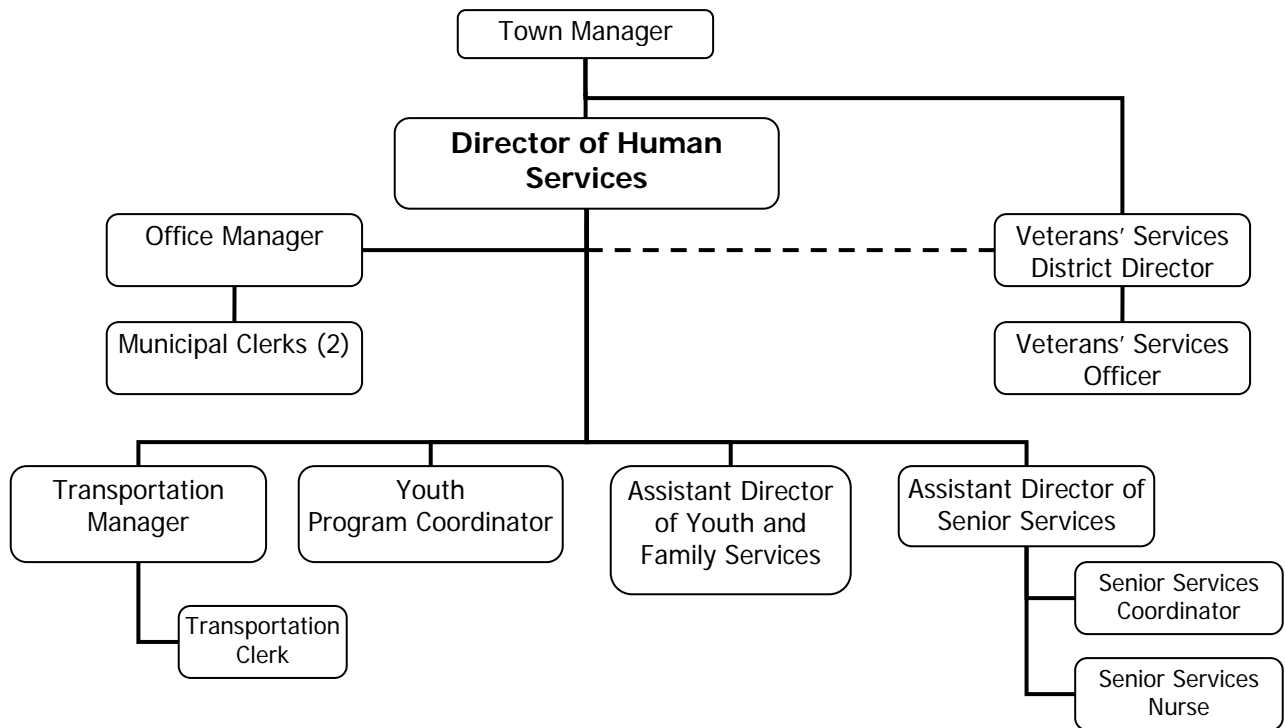 Town Manager
Director of Human
Services
Office Manager
Veterans’ Services
District Director
Municipal Clerks (2)
Veterans’ Services
Officer
Transportation
Manager
Youth
Program Coordinator
Assistant Director
of Youth and
Family Services
Assistant Director of
Senior Services
Transportation
Clerk
Senior Services
Coordinator
Senior Services
Nurse